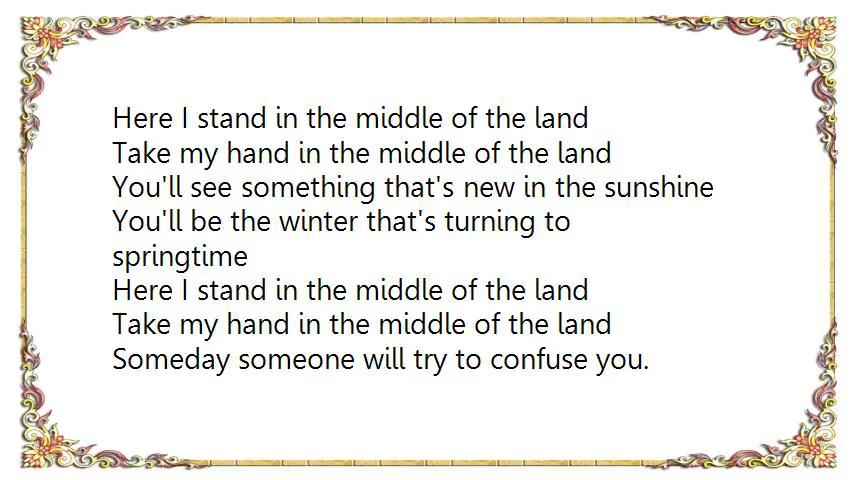 Here I stand in the middle of the land
Take my hand in the middle of the land
You'll see something that's new in the sunshine
You'll be the winter that's turning to
springtime
Here I stand in the middle of the land
Take my hand in the middle of the land
Someday someone will try to confuse you.